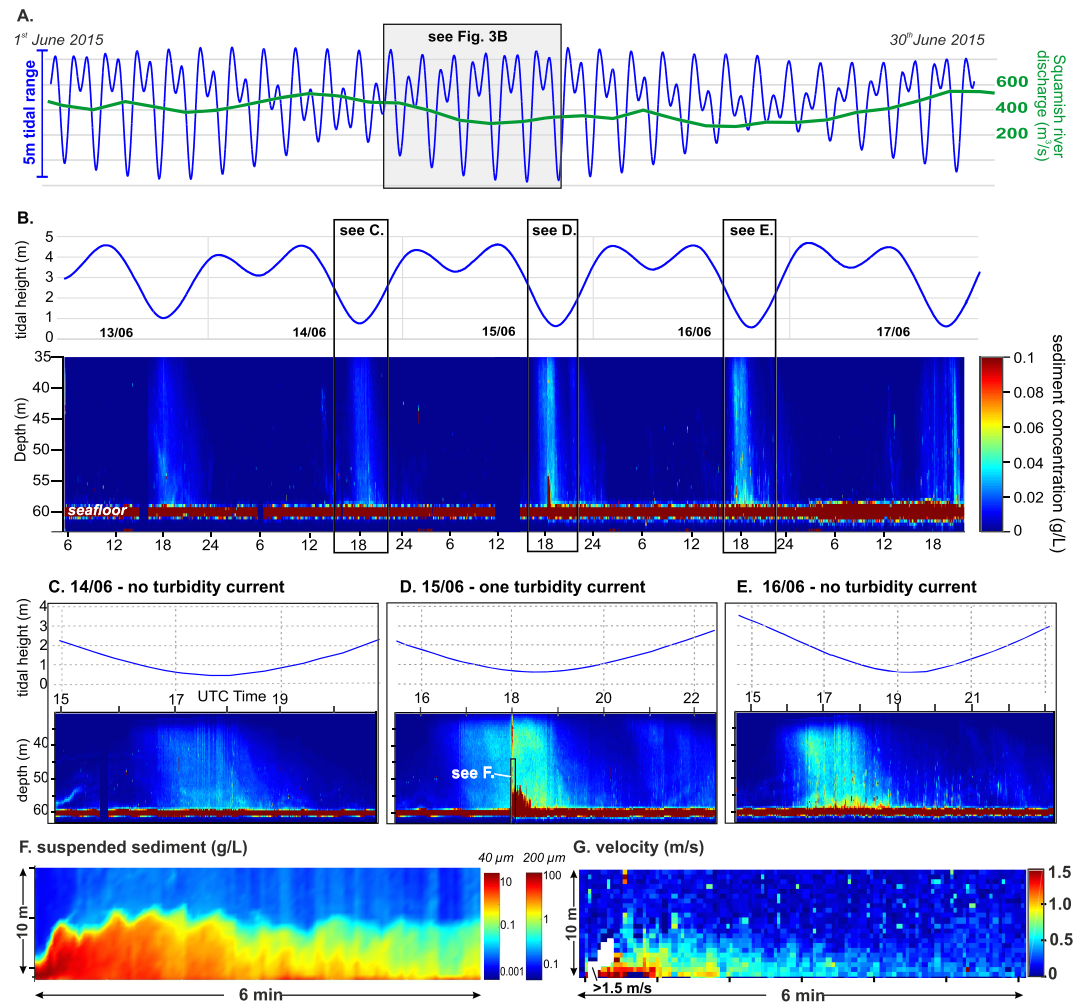 A.
1st June 2015
see Fig. 3B
30th June 2015
5m tidal range
600
400
200
Squamish river
discharge (m³/s)
B.
see C.
see D.
see E.
tidal height (m)
5
4
3
2
1
0
13/06
14/06
15/06
16/06
17/06
Depth (m)
35
40
45
50
55
60
seafloor
6 12 18 24 6 12 18 24 6 12 18 24 6 12 18 24 6 12 18
0.1
0.08
0.06
0.04
0.02
0
sediment concentration (g/L)
C. 14/06 - no turbidity current
D. 15/06 - one turbidity current
E. 16/06 - no turbidity current
tidal height (m)
4
3
2
1
0
15 17 UTC Time 19
16 18 20 22
15 17 19 21
depth (m)
40
50
60
see F.
F. suspended sediment (g/L)
40 µm
200 µm
10
0.1
0.001
100
1
0.1
10 m
6 min
G. velocity (m/s)
10 m
>1.5 m/s
6 min
1.5
1.0
0.5
0